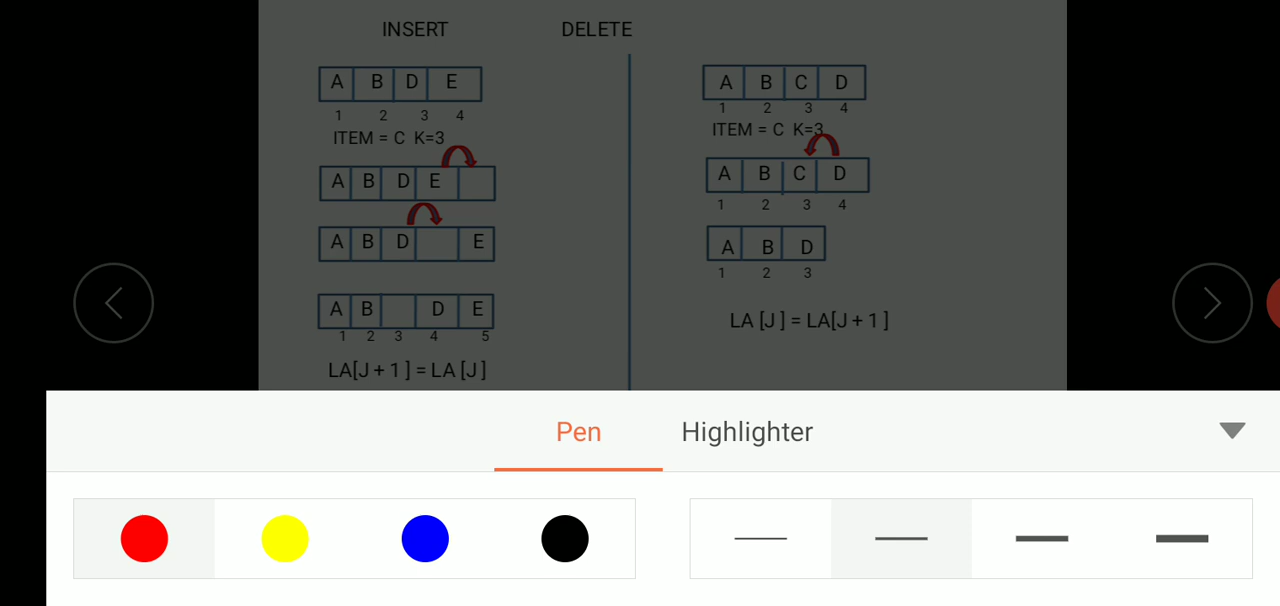 INSERT DELETE
A B D E
1 2 3 4
ITEM = C K=3
A B D E
A B D E
A B D E
1 2 3 4 5
LA[J + 1 ] = LA [J ]
A B C D
1 2 3 4
ITEM = C K=3
A B C D
1 2 3 4
A B D
1 2 3
LA [J ] = LA[J + 1 ]
Pen Highlighter